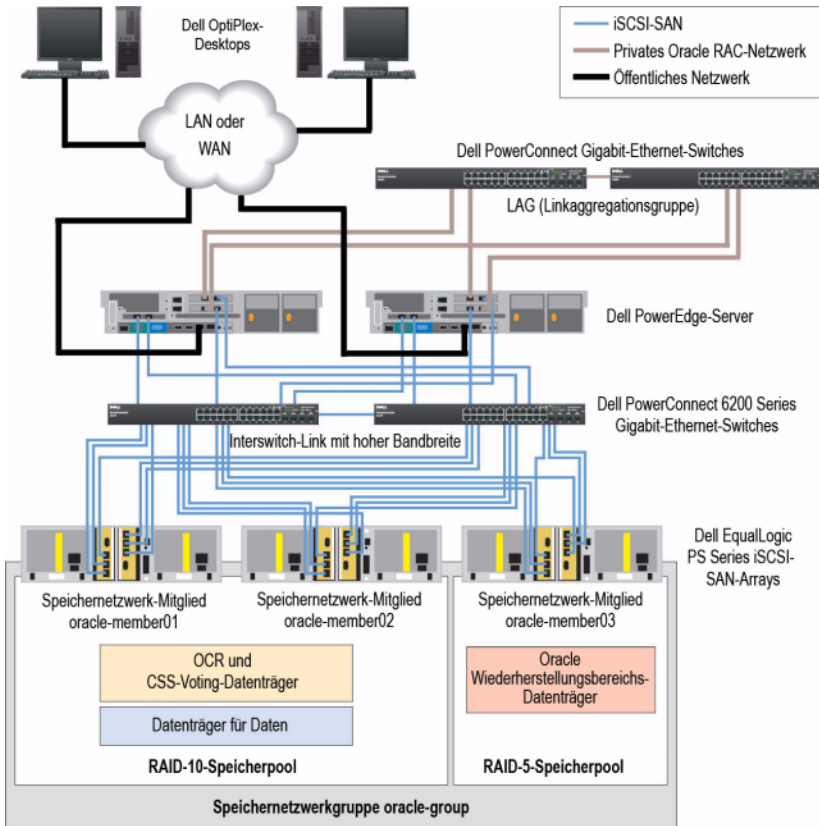 Dell OptiPlex-
Desktops
iSCSI-SAN
Privates Oracle RAC-Netzwerk
Öffentliches Netzwerk
LAN oder
WAN
Dell PowerConnect Gigabit-Ethernet-Switches
LAG (Linkaggregationsgruppe)
Dell PowerEdge-Server
Dell PowerConnect 6200 Series
Gigabit-Ethernet-Switches
Interswitch-Link mit hoher Bandbreite
Dell EqualLogic
PS Series iSCSI-
SAN-Arrays
Speichernetzwerk-Mitglied
oracle-member01
Speichernetzwerk-Mitglied
oracle-member02
Speichernetzwerk-Mitglied
oracle-member03
OCR und
CSS-Voting-Datenträger
Oracle
Wiederherstellungsbereichs-
Datenträger
Datenträger für Daten
RAID-10-Speicherpool
RAID-5-Speicherpool
Speichernetzwerkgruppe oracle-group